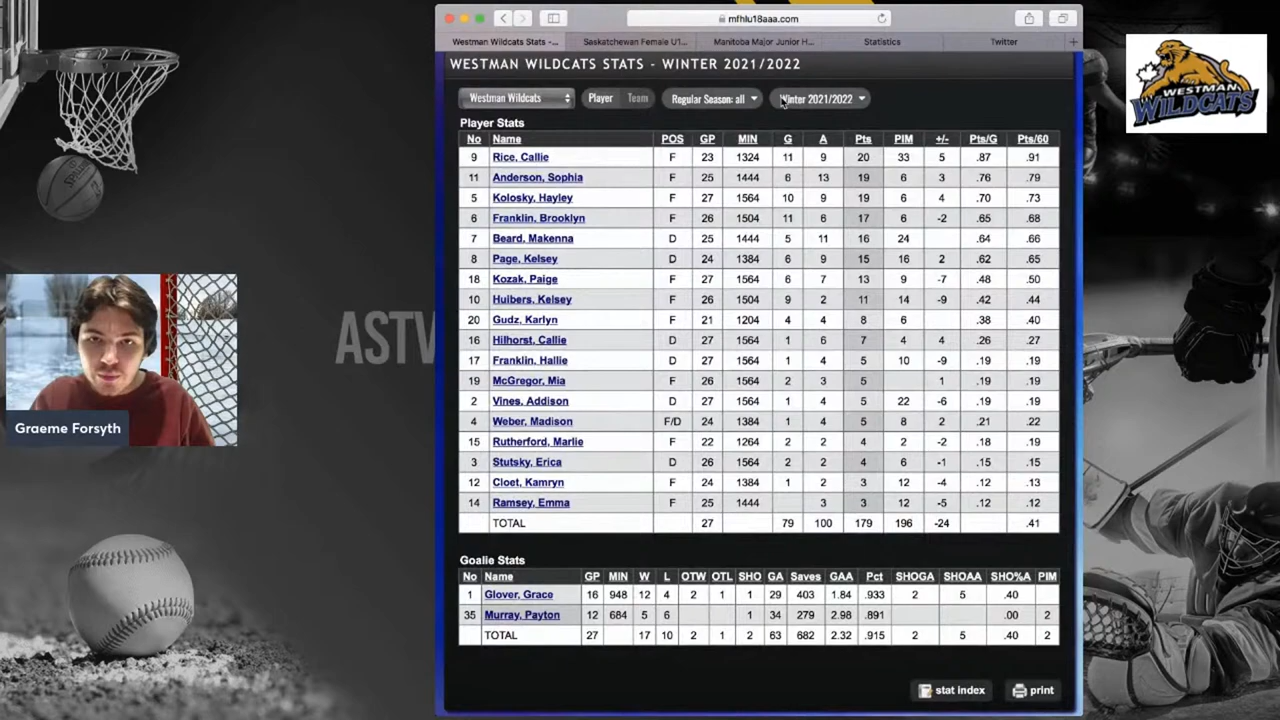 mfhlu18aaa.com
Westman Wildcats Stats -... Saskatchewan Female U1... Manitoba Major Junior H... Statistics Twitter
WESTMAN WILDCATS STATS - WINTER 2021/2022
Westman Wildcats Player Team Regular Season: all Winter 2021/2022
Player Stats
No Name POS GP MIN G A Pts PIM +/- Pts/G Pts/60
9 Rice, Callie F 23 1324 11 9 20 33 5 .87 .91
11 Anderson, Sophia F 25 1444 6 13 19 6 3 .76 .79
5 Kolosky, Hayley F 27 1564 10 9 19 6 4 .70 .73
6 Franklin, Brooklyn F 26 1504 11 6 17 6 -2 .65 .68
7 Beard, Makenna D 25 1444 5 11 16 24 .64 .66
8 Page, Kelsey D 24 1384 6 9 15 16 2 .62 .65
18 Kozak, Paige F 27 1564 6 7 13 9 -7 .48 .50
10 Huibers, Kelsey F 26 1504 9 2 11 14 -9 .42 .44
20 Gudz, Karlyn F 21 1204 4 4 8 6 .38 .40
16 Hilhorst, Callie D 27 1564 1 6 7 4 4 .26 .27
17 Franklin, Hallie D 27 1564 1 4 5 10 -9 .19 .19
19 McGregor, Mia F 26 1564 2 3 5 1 .19 .19
2 Vines, Addison D 27 1564 1 4 5 22 -6 .19 .19
4 Weber, Madison F/D 24 1384 1 4 5 8 2 .21 .22
15 Rutherford, Marlie F 22 1264 2 2 4 2 -2 .18 .19
3 Stutsky, Erica D 26 1564 2 2 4 6 -1 .15 .15
12 Cloet, Kamryn F 24 1384 1 2 3 12 -4 .12 .13
14 Ramsey, Emma F 25 1444 3 3 12 -5 .12 .12
TOTAL 27 79 100 179 196 -24 .41
Goalie Stats
No Name GP MIN W L OTW OTL SHO GA Saves GAA Pct SHOGA SHOAA SHO%A PIM
1 Glover, Grace 16 948 12 4 2 1 1 29 403 1.84 .933 2 5 .40
35 Murray, Payton 12 684 5 6 1 34 279 2.98 .891 .00 2
TOTAL 27 17 10 2 1 2 63 682 2.32 .915 2 5 .40 2
stat index print
Graeme Forsyth
WESTMAN
WILDCATS